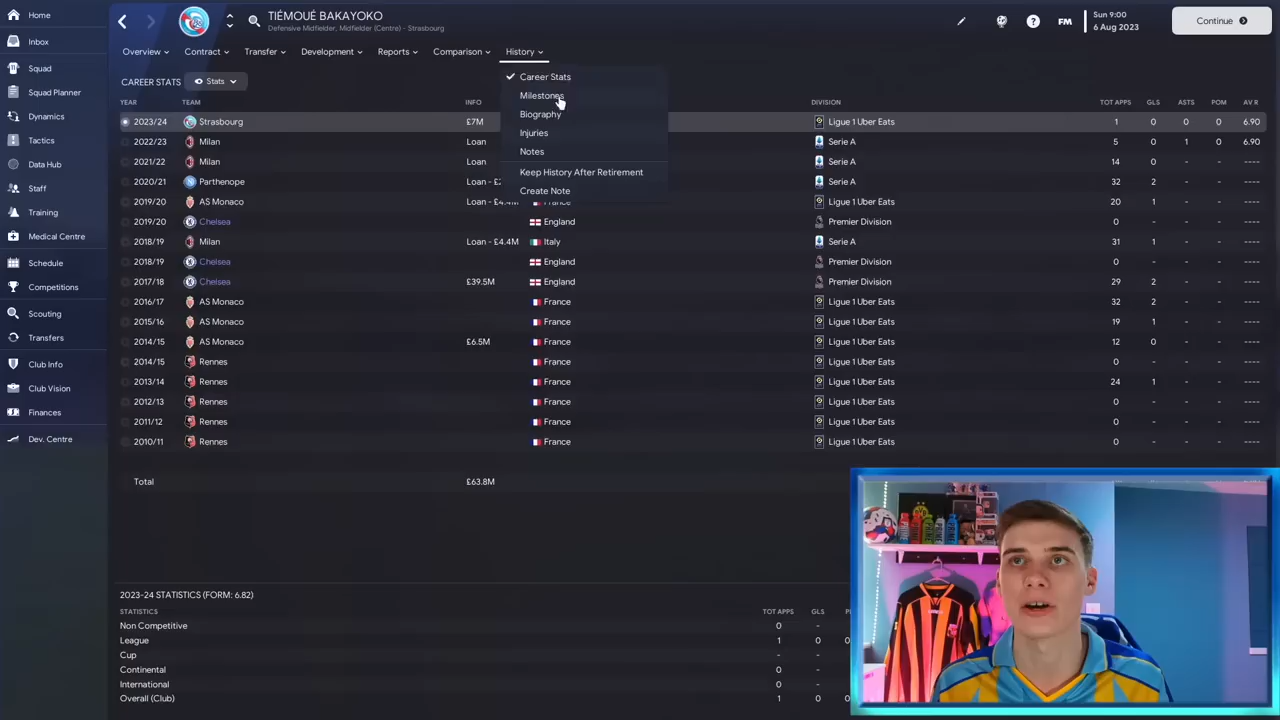 Home
Inbox
Squad
Squad Planner
Dynamics
Tactics
Data Hub
Staff
Training
Medical Centre
Schedule
Competitions
Scouting
Transfers
Club Info
Club Vision
Finances
Dev. Centre
TIÉMOUÉ BAKAYOKO
Defensive Midfielder, Midfielder (Centre) - Strasbourg
FM
Sun 9:00
6 Aug 2023
Continue
Overview Contract Transfer Development Reports Comparison History
CAREER STATS Stats
Career Stats
Milestones
Biography
Injuries
Notes
Keep History After Retirement
Create Note
YEAR TEAM INFO DIVISION TOT APPS GLS ASTS POM AV R
2023/24 Strasbourg £7M Ligue 1 Uber Eats 1 0 0 0 6.90
2022/23 Milan Loan Serie A 5 0 1 0 6.90
2021/22 Milan Loan Serie A 14 0 - - ----
2020/21 Parthenope Loan - £2 Serie A 32 2 - - ----
2019/20 AS Monaco Loan - £4.4M France Ligue 1 Uber Eats 20 1 - - ----
2019/20 Chelsea England Premier Division 0 - - - ----
2018/19 Milan Loan - £4.4M Italy Serie A 31 1 - - ----
2018/19 Chelsea England Premier Division 0 - - - ----
2017/18 Chelsea £39.5M England Premier Division 29 2 - - ----
2016/17 AS Monaco France Ligue 1 Uber Eats 32 2 - - ----
2015/16 AS Monaco France Ligue 1 Uber Eats 19 1 - - ----
2014/15 AS Monaco £6.5M France Ligue 1 Uber Eats 12 0 - - ----
2014/15 Rennes France Ligue 1 Uber Eats 0 - - - ----
2013/14 Rennes France Ligue 1 Uber Eats 24 1 - - ----
2012/13 Rennes France Ligue 1 Uber Eats 0 - - - ----
2011/12 Rennes France Ligue 1 Uber Eats 0 - - - ----
2010/11 Rennes France Ligue 1 Uber Eats 0 - - - ----
Total £63.8M
2023-24 STATISTICS (FORM: 6.82)
STATISTICS TOT APPS GLS
Non Competitive 0 -
League 1 0 0
Cup - -
Continental 0 -
International 0 -
Overall (Club) 1 0 0